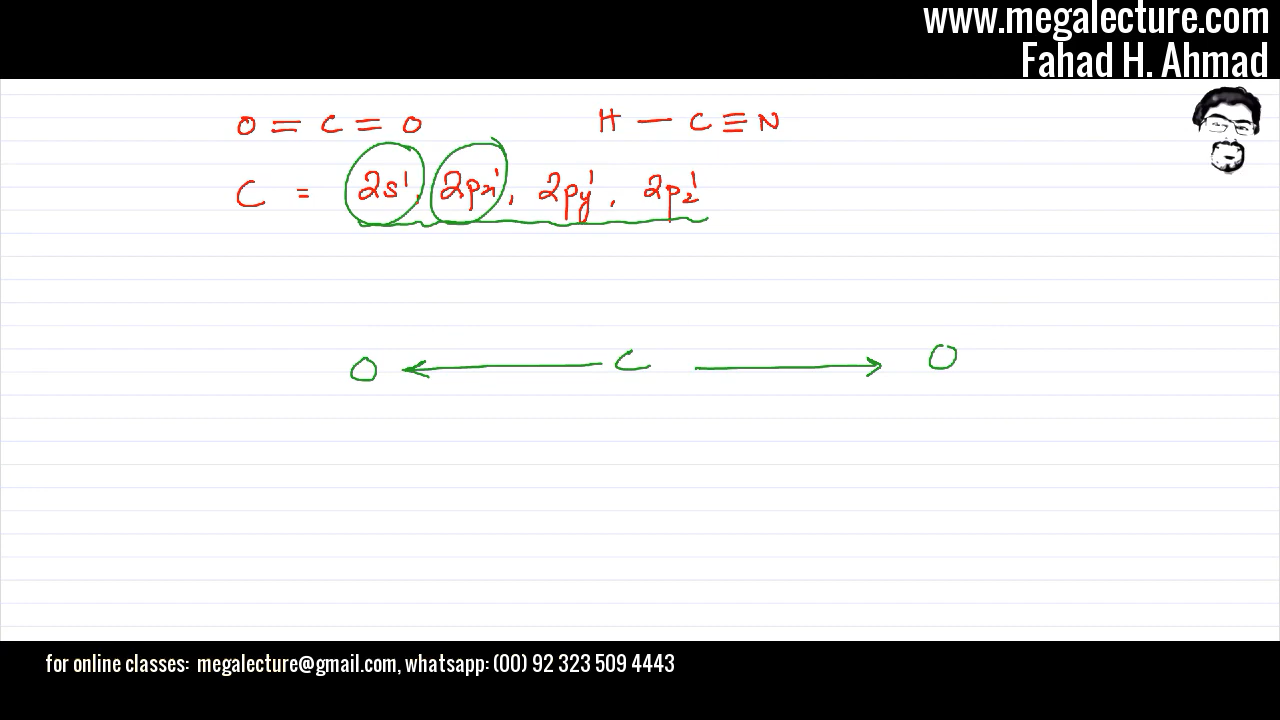 www.megalecture.com
Fahad H. Ahmad
O = C = O H — C ≡ N
C = 2s¹, 2px¹, 2py¹, 2pz¹
O ← C → O
for online classes: megalecture@gmail.com, whatsapp: (00) 92 323 509 4443